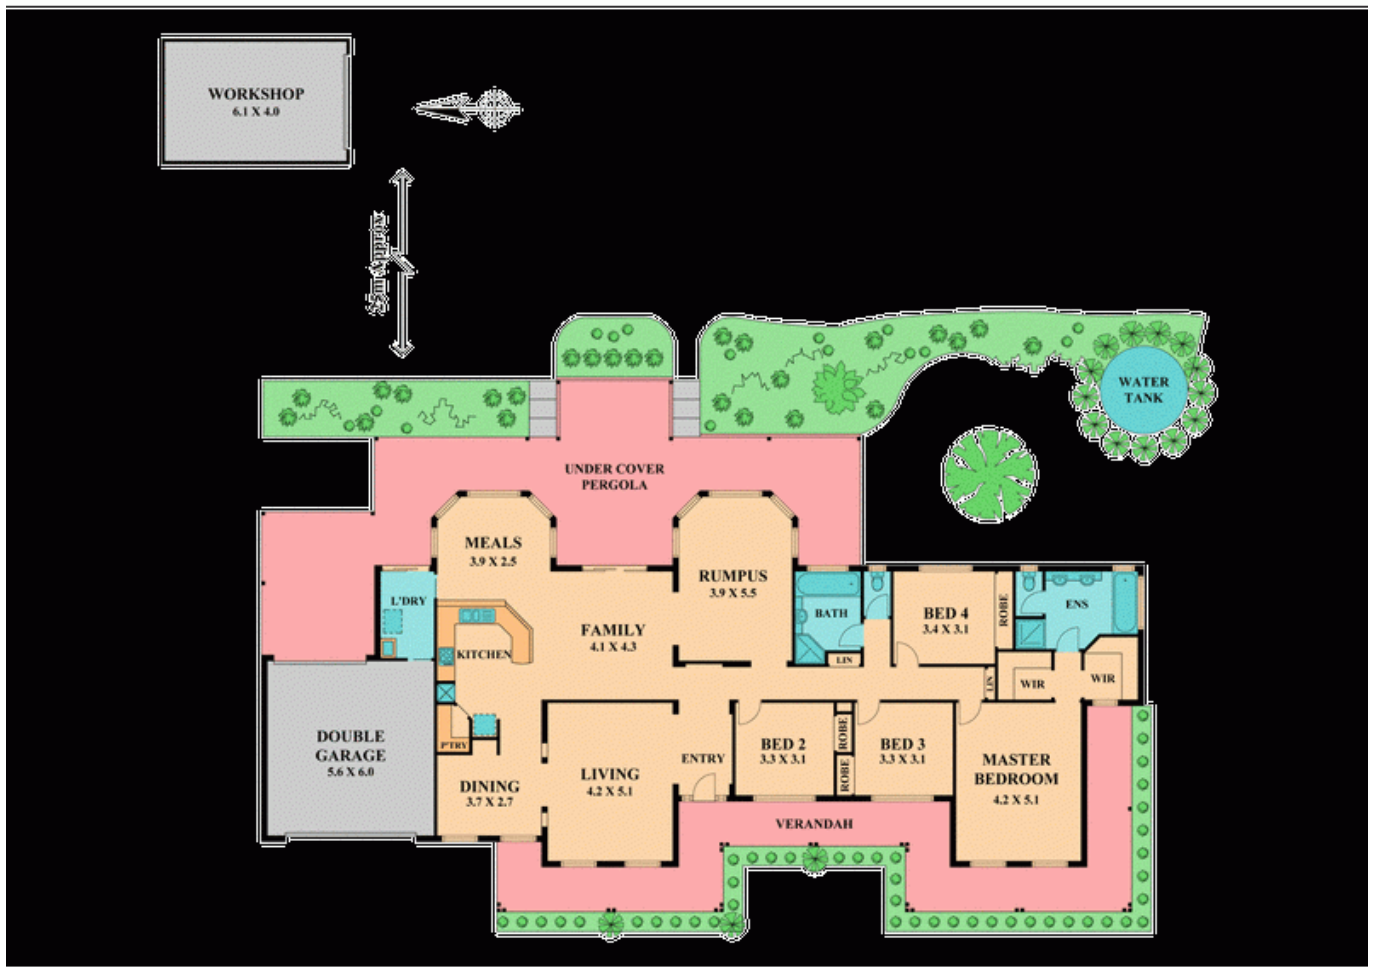 WORKSHOP
6.1 X 4.0
UNDER COVER
PERGOLA
WATER
TANK
MEALS
3.9 X 2.5
RUMPUS
3.9 X 5.5
L'DRY
BATH
BED 4
3.4 X 3.1
ROBE
ENS
FAMILY
4.1 X 4.3
KITCHEN
LIN
LIN
WIR
WIR
DOUBLE
GARAGE
5.6 X 6.0
P'TRY
DINING
3.7 X 2.7
LIVING
4.2 X 5.1
ENTRY
BED 2
3.3 X 3.1
ROBE
ROBE
BED 3
3.3 X 3.1
MASTER
BEDROOM
4.2 X 5.1
VERANDAH